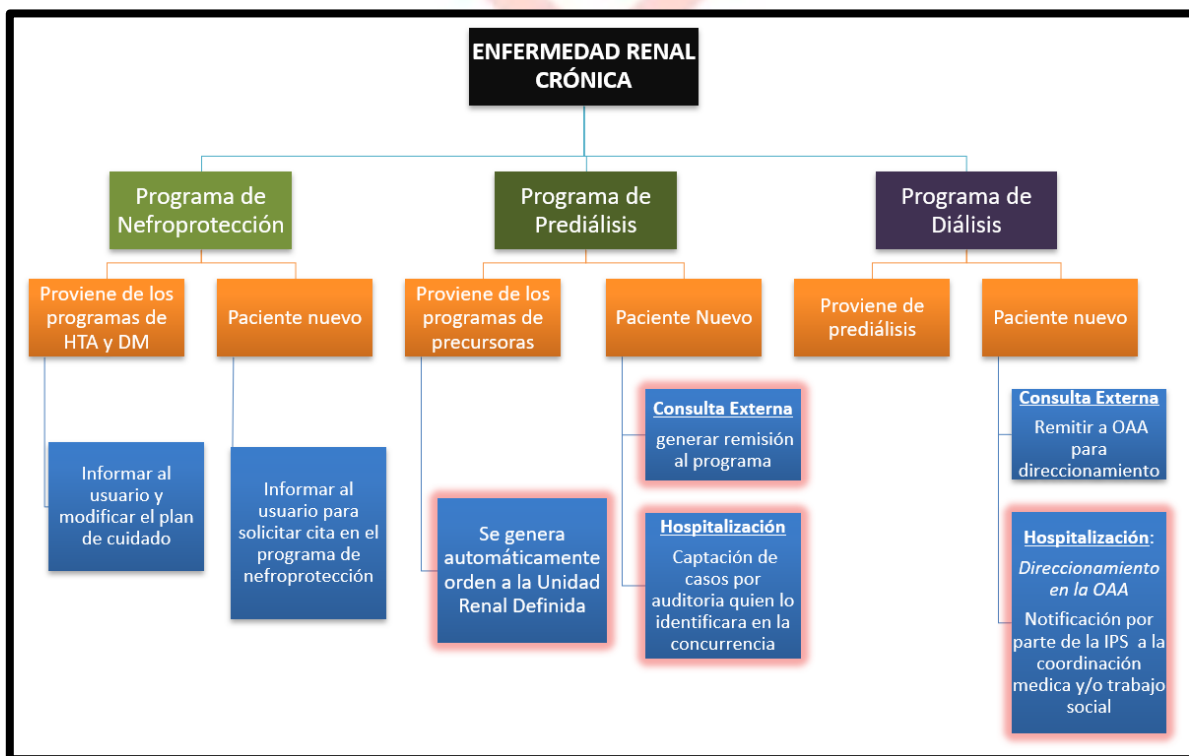 ENFERMEDAD RENAL
CRÓNICA
Programa de
Nefroprotección
Programa de
Prediálisis
Programa de
Diálisis
Proviene de los
programas de
HTA y DM
Paciente nuevo
Proviene de los
programas de
precursoras
Paciente Nuevo
Proviene de
prediálisis
Paciente nuevo
Informar al
usuario y
modificar el plan
de cuidado
Informar al
usuario para
solicitar cita en el
programa de
nefroprotección
Se genera
automáticamente
orden a la Unidad
Renal Definida
Consulta Externa
generar remisión
al programa
Hospitalización
Captación de
casos por
auditoria quien lo
identificara en la
concurrencia
Consulta Externa
Remitir a OAA
para
direccionamiento
Hospitalización:
Direccionamiento
en la OAA
Notificación por
parte de la IPS a la
coordinación
medica y/o trabajo
social